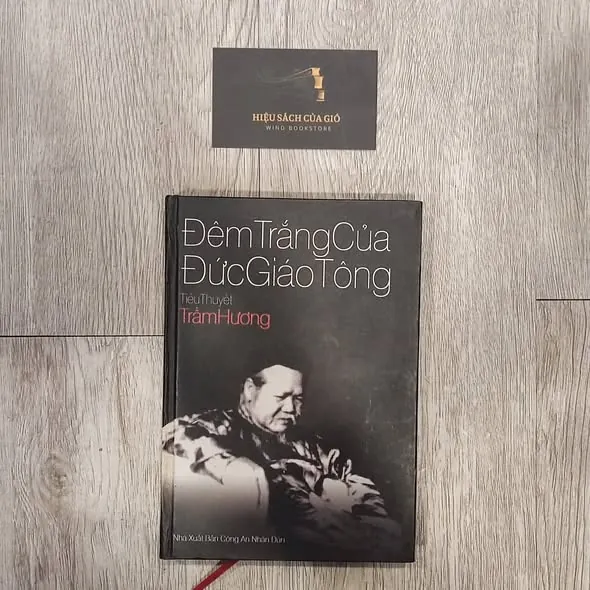 HIỆU SÁCH CỦA GIÓ
WIND BOOKSTORE
ĐêmTrắngCủa
ĐứcGiáoTông
TiểuThuyết
TrầmHương
Nhà Xuất Bản Công An Nhân Dân